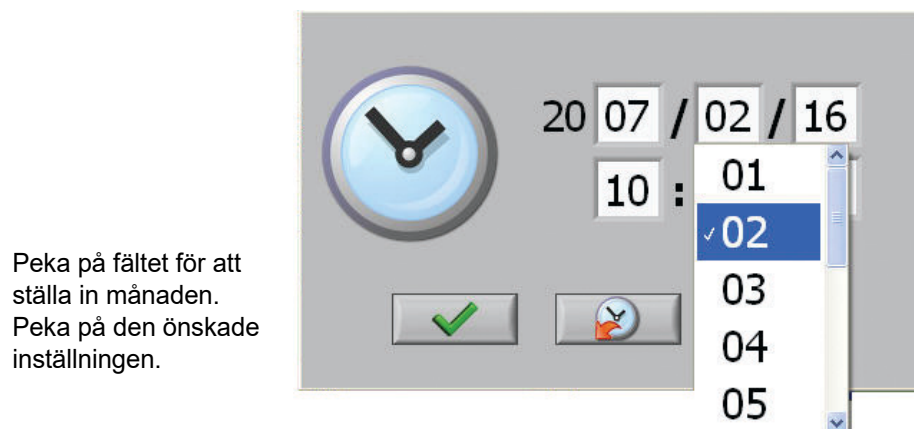 20 07 / 02 / 16
10 :
01
✓02
03
04
05
Peka på fältet för att
ställa in månaden.
Peka på den önskade
inställningen.